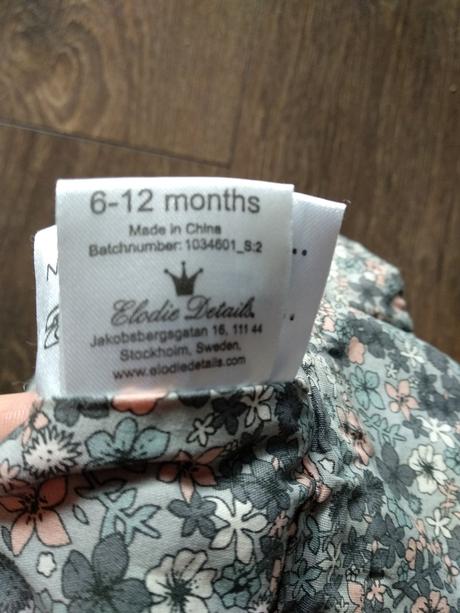 6-12 months
Made in China
Batchnumber: 1034601_S:2
Elodie Details
Jakobsbergsgatan 16, 111 44
Stockholm, Sweden,
www.elodiedetails.com
N